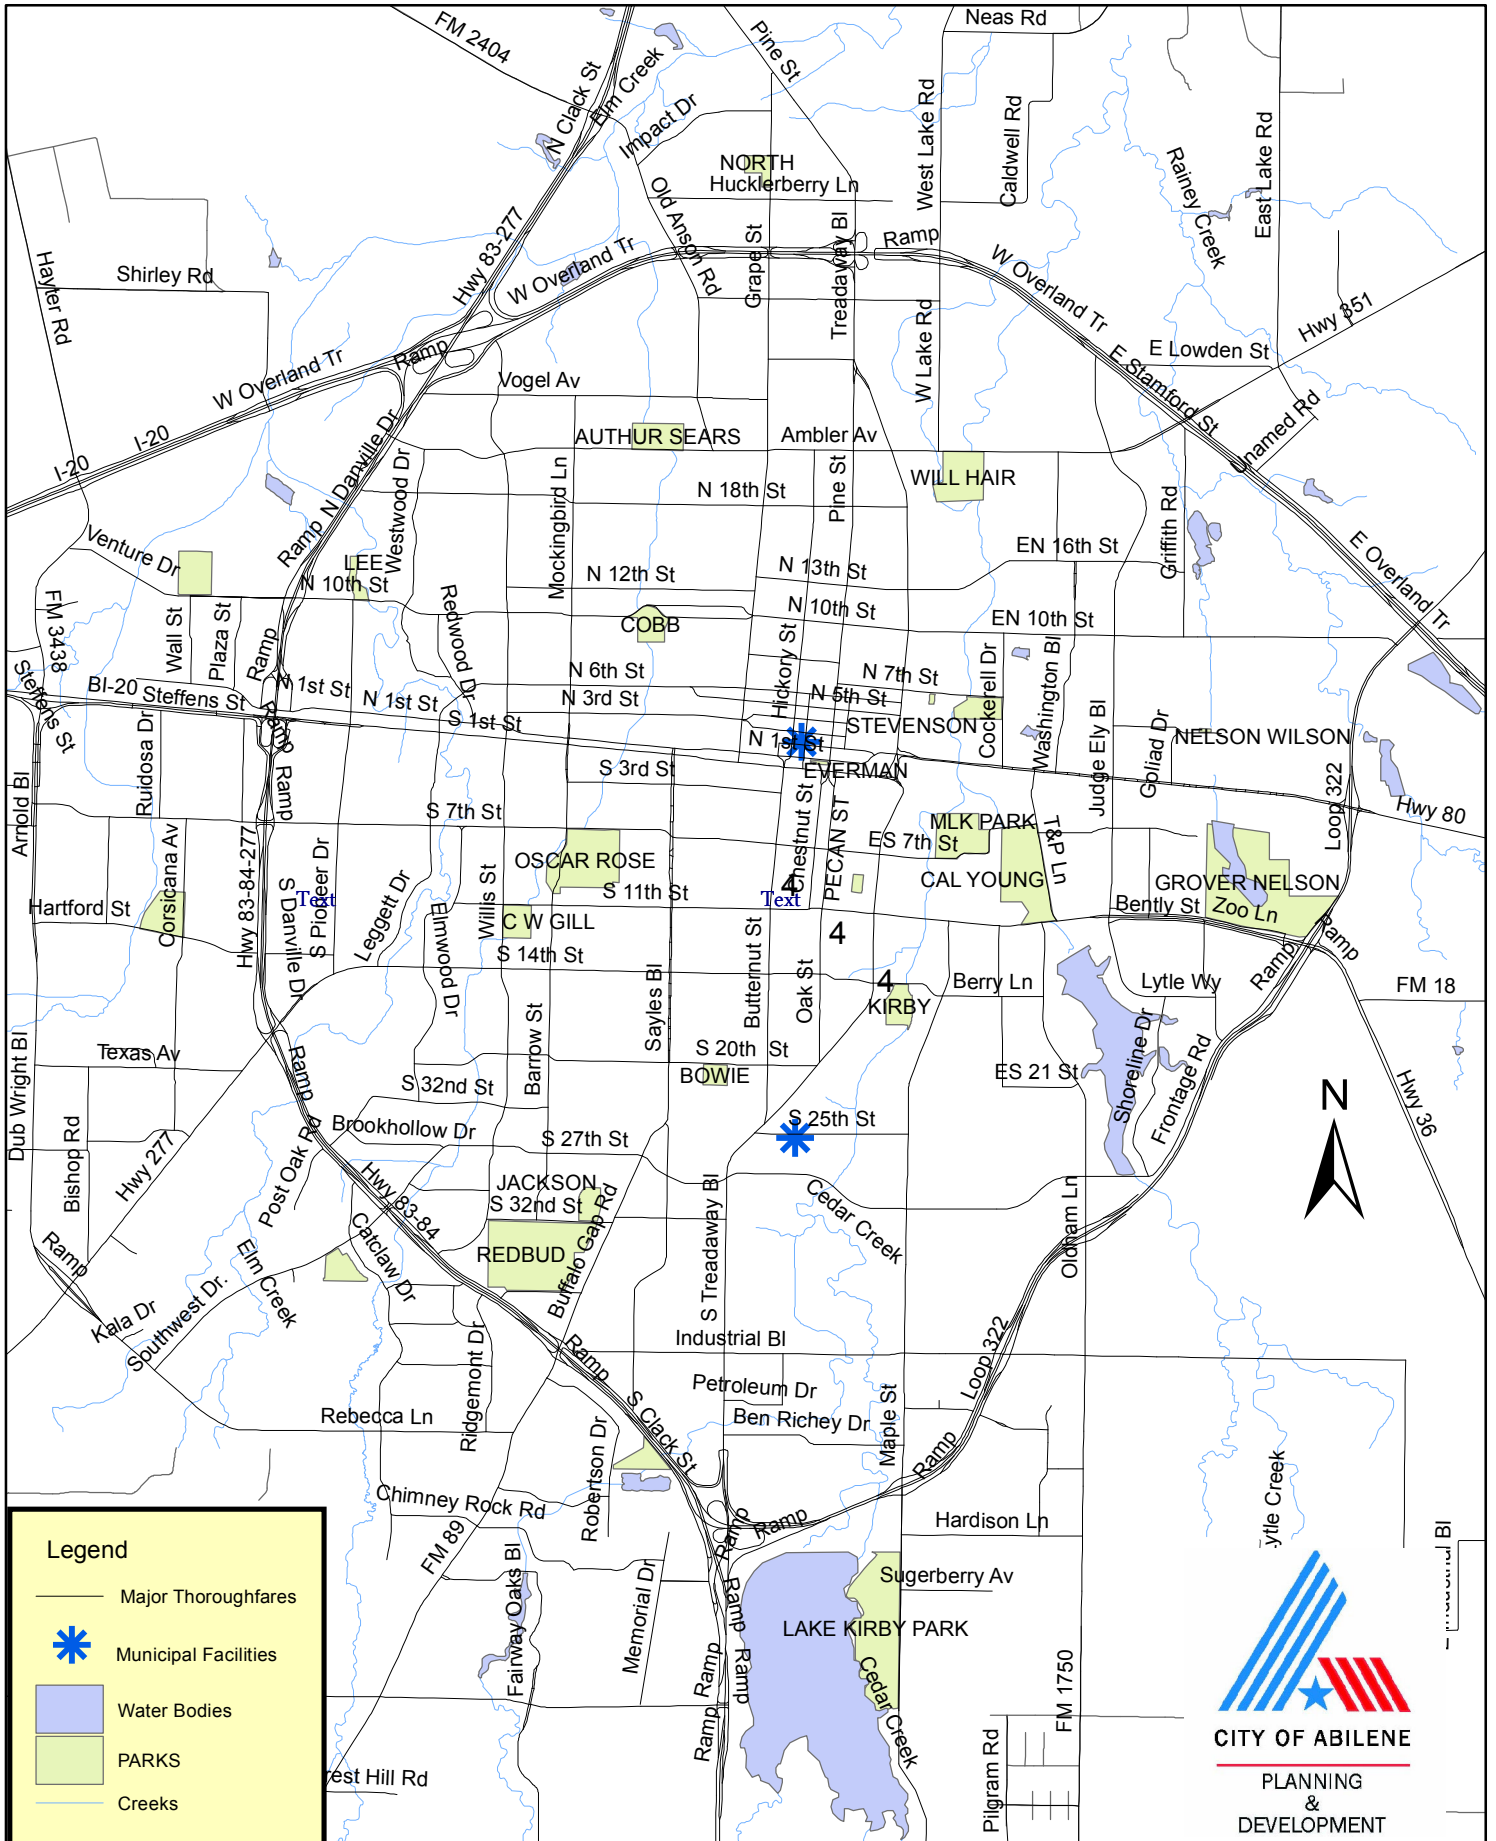 Neas Rd
FM 2404
Pine St
N Clack St
Elm Creek
Impact Dr
West Lake Rd
Caldwell Rd
East Lake Rd
Rainey Creek
NORTH
Hucklerberry Ln
Old Anson Rd
Grape St
Treadaway Bl
Ramp
Hwy 83-277
W Overland Tr
W Overland Tr
Hayter Rd
Shirley Rd
Hwy 351
W Lake Rd
E Lowden St
E Stamford St
Unamed Rd
Ramp
W Overland Tr
I-20
I-20
Vogel Av
AUTHUR SEARS
Ambler Av
WILL HAIR
N Danville Dr
Westwood Dr
Mockingbird Ln
N 18th St
Pine St
Griffith Rd
EN 16th St
E Overland Tr
Venture Dr
Ramp
LEE
N 10th St
N 12th St
N 13th St
N 10th St
EN 10th St
FM 3438
Wall St
Plaza St
Ramp
Redwood Dr
COBB
Hickory St
Cockerell Dr
Washington Bl
N 6th St
N 7th St
Steffens St
BI-20
Steffens St
N 1st St
N 1st St
N 3rd St
N 5th St
S 1st St
STEVENSON
N 1st St
Judge Ely Bl
Goliad Dr
NELSON WILSON
Ramp
Ruidosa Dr
S 3rd St
EVERMAN
Arnold Bl
Ramp
S 7th St
Chestnut St
PECAN ST
MLK PARK
ES 7th St
T&P Ln
Loop 322
Hwy 80
Corsicana Av
Hwy 83-84-277
S Danville Dr
S Pioneer Dr
Leggett Dr
Willis St
OSCAR ROSE
S 11th St
4
Text
Text
CAL YOUNG
GROVER NELSON
Bently St
Zoo Ln
Hartford St
Elmwood Dr
C W GILL
S 14th St
Butternut St
4
Ramp
Ramp
Sayles Bl
Oak St
4
KIRBY
Berry Ln
Lytle Wy
FM 18
Dub Wright Bl
Texas Av
Ramp
Barrow St
S 20th St
BOWIE
S 32nd St
ES 21 St
Shoreline Dr
Frontage Rd
Hwy 36
N
Bishop Rd
Hwy 277
Post Oak Rd
Brookhollow Dr
S 27th St
S 25th St
Hwy 83-84
JACKSON
S 32nd St
Cedar Creek
Oldham Ln
Ramp
Catclaw Dr
REDBUD
Buffalo Gap Rd
S Treadaway Bl
Elm Creek
Kala Dr
Southwest Dr.
Ridgemont Dr
Ramp
Industrial Bl
Loop 322
Petroleum Dr
Rebecca Ln
S Clack St
Ben Richey Dr
Maple St
Robertson Dr
Ramp
Chimney Rock Rd
Ramp
Ramp
Hardison Ln
FM 89
Fairway Oaks Bl
Memorial Dr
Ramp
Sugerberry Av
LAKE KIRBY PARK
Ramp
Ramp
Ramp
Cedar Creek
FM 1750
Pilgram Rd
rest Hill Rd
ytle Creek
Legend
Major Thoroughfares
Municipal Facilities
Water Bodies
PARKS
Creeks
CITY OF ABILENE
PLANNING
&
DEVELOPMENT